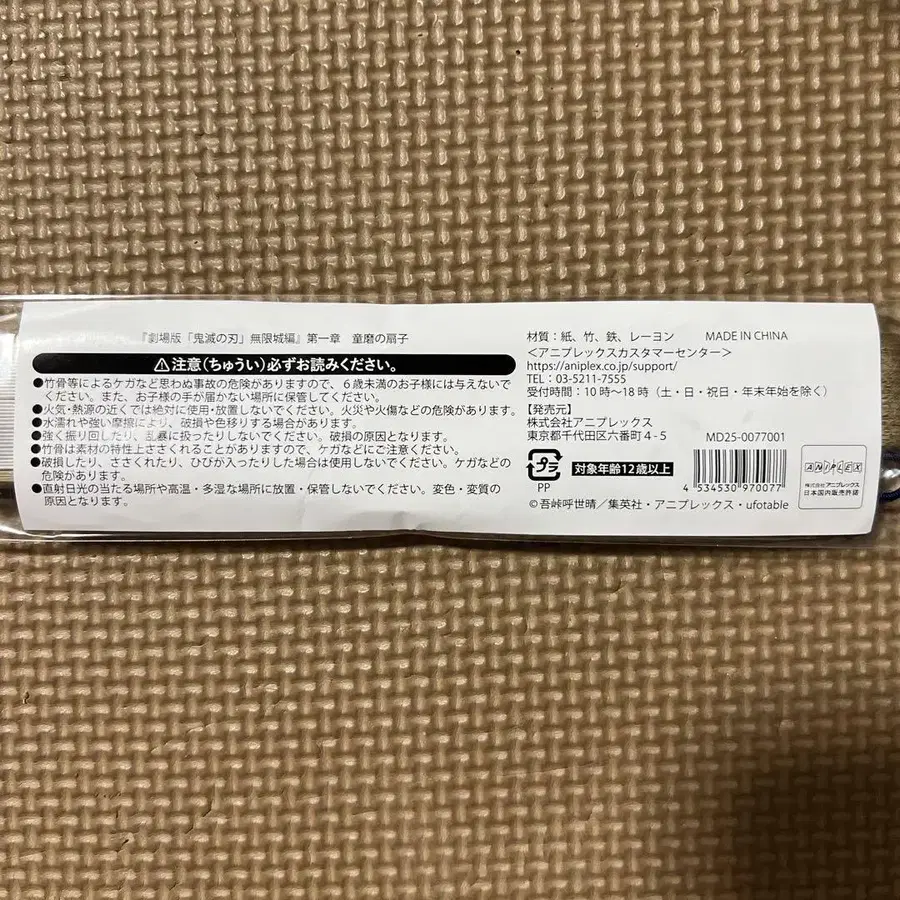 『劇場版「鬼滅の刃」無限城編』第一章 童磨の扇子
⚠注意(ちゅうい)必ずお読みください。
●竹骨等によるケガなど思わぬ事故の危険がありますので、6歳未満のお子様には与えないで
ください。また、お子様の手が届かない場所に保管してください。
●火気・熱源の近くでは絶対に使用・放置しないでください。火災や火傷などの危険があります。
●水濡れや強い摩擦により、破損や色移りする場合があります。
●強く振り回したり、乱暴に扱ったりしないでください。破損の原因となります。
●竹骨は素材の特性上ささくれることがありますので、ケガなどにご注意ください。
●破損したり、ささくれたり、ひびが入ったりした場合は使用しないでください。ケガなどの
危険があります。
●直射日光の当たる場所や高温・多湿な場所に放置・保管しないでください。変色・変質の
原因となります。
材質:紙、竹、鉄、レーヨン MADE IN CHINA
<アニプレックスカスタマーセンター>
https://aniplex.co.jp/support/
TEL:03-5211-7555
受付時間:10時～18時(土・日・祝日・年末年始を除く)
【発売元】
株式会社アニプレックス
東京都千代田区六番町4-5
MD25-0077001
プラ
PP
対象年齢12歳以上
4 534530 970077
©吾峠呼世晴/集英社・アニプレックス・ufotable
ANIPLEX
株式会社アニプレックス
日本国内販売許諾